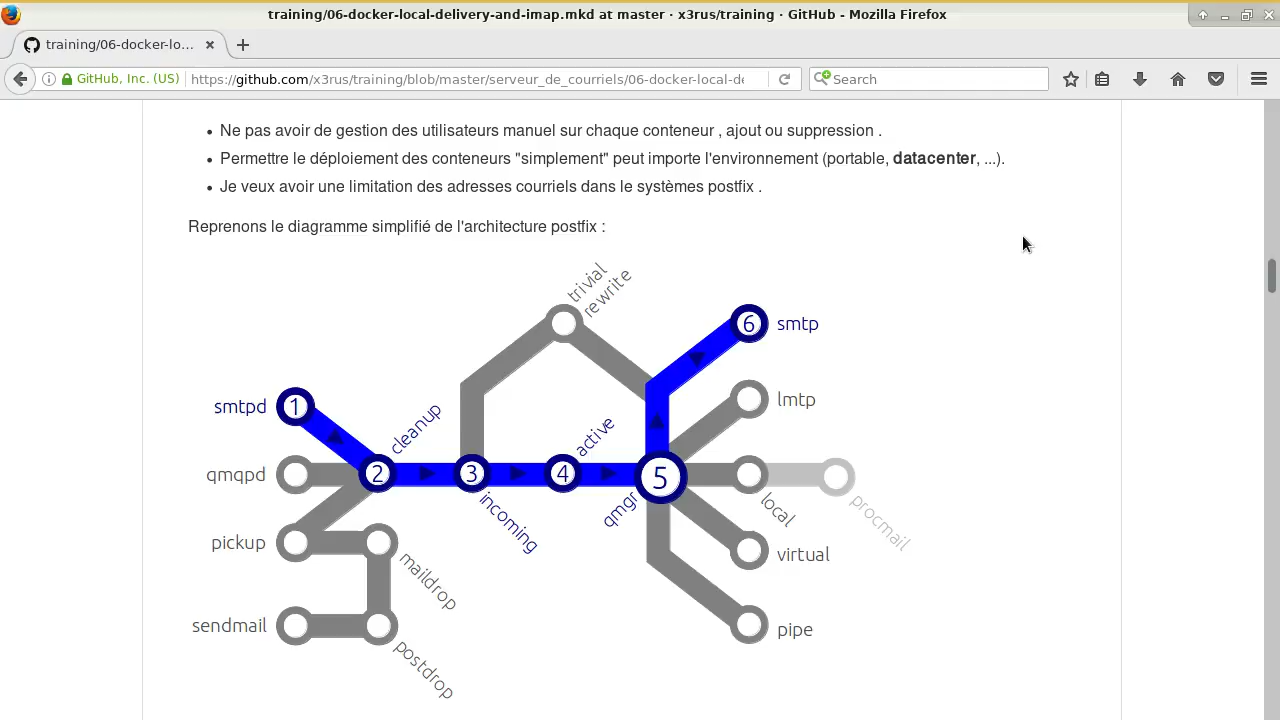 training/06-docker-local-delivery-and-imap.mkd at master · x3rus/training · GitHub - Mozilla Firefox
training/06-docker-lo...
GitHub, Inc. (US)
https://github.com/x3rus/training/blob/master/serveur_de_courriels/06-docker-local-de
Search
Ne pas avoir de gestion des utilisateurs manuel sur chaque conteneur , ajout ou suppression .
Permettre le déploiement des conteneurs "simplement" peut importe l'environnement (portable, datacenter, ...).
Je veux avoir une limitation des adresses courriels dans le systèmes postfix .
Reprenons le diagramme simplifié de l'architecture postfix :
trivial
rewrite
6 smtp
lmtp
smtpd 1
cleanup
active
qmqpd 2 3 4 5
incoming
qmgr
local
procmail
pickup
maildrop
virtual
sendmail
postdrop
pipe